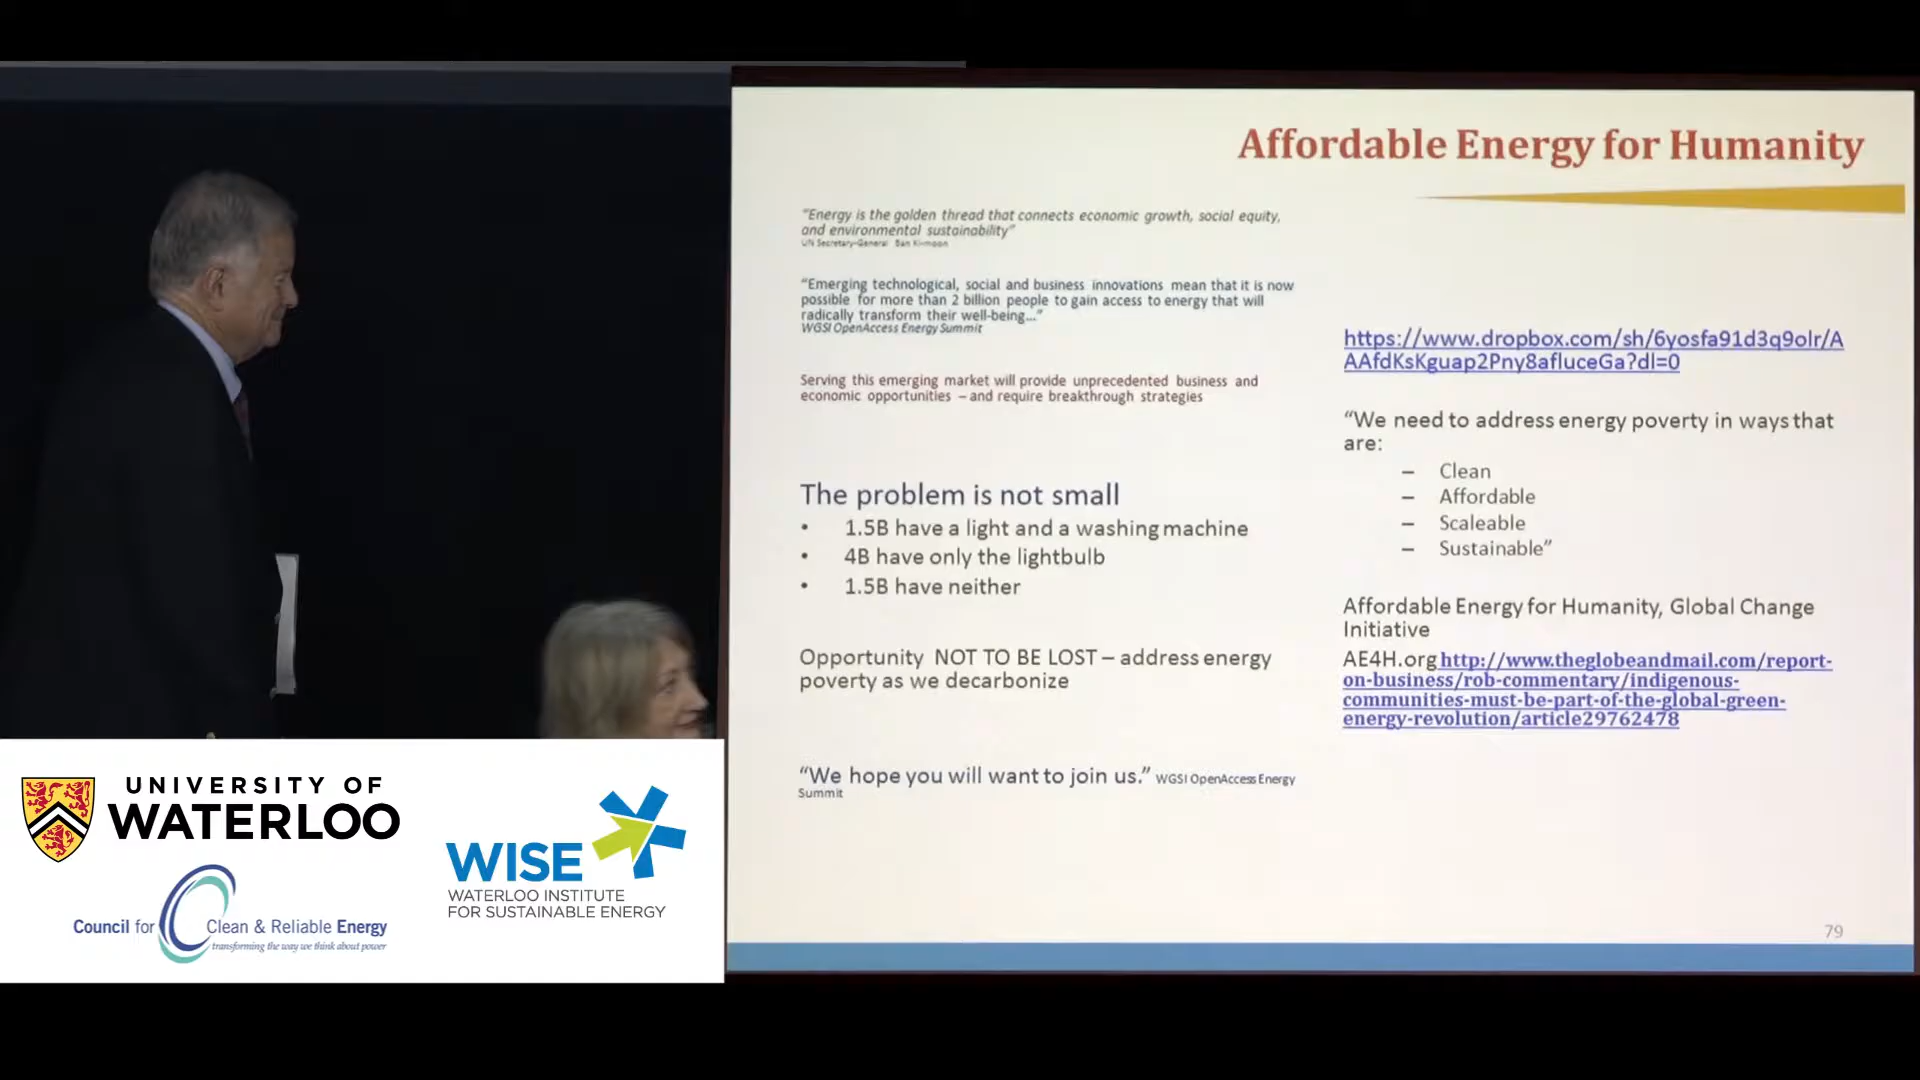 Affordable Energy for Humanity
“Energy is the golden thread that connects economic growth, social equity,
and environmental sustainability”
UN Secretary-General Ban Ki-moon
“Emerging technological, social and business innovations mean that it is now
possible for more than 2 billion people to gain access to energy that will
radically transform their well-being...”
WGSI OpenAccess Energy Summit
Serving this emerging market will provide unprecedented business and
economic opportunities – and require breakthrough strategies
The problem is not small
• 1.5B have a light and a washing machine
• 4B have only the lightbulb
• 1.5B have neither
Opportunity NOT TO BE LOST – address energy
poverty as we decarbonize
“We hope you will want to join us.” WGSI OpenAccess Energy
Summit
https://www.dropbox.com/sh/6yosfa91d3q9olr/A
AAfdKsKguap2Pny8afluceGa?dl=0
“We need to address energy poverty in ways that
are:
– Clean
– Affordable
– Scaleable
– Sustainable”
Affordable Energy for Humanity, Global Change
Initiative
AE4H.org http://www.theglobeandmail.com/report-
on-business/rob-commentary/indigenous-
communities-must-be-part-of-the-global-green-
energy-revolution/article29762478
79
UNIVERSITY OF
WATERLOO
WISE
WATERLOO INSTITUTE
FOR SUSTAINABLE ENERGY
Council for Clean & Reliable Energy
transforming the way we think about power